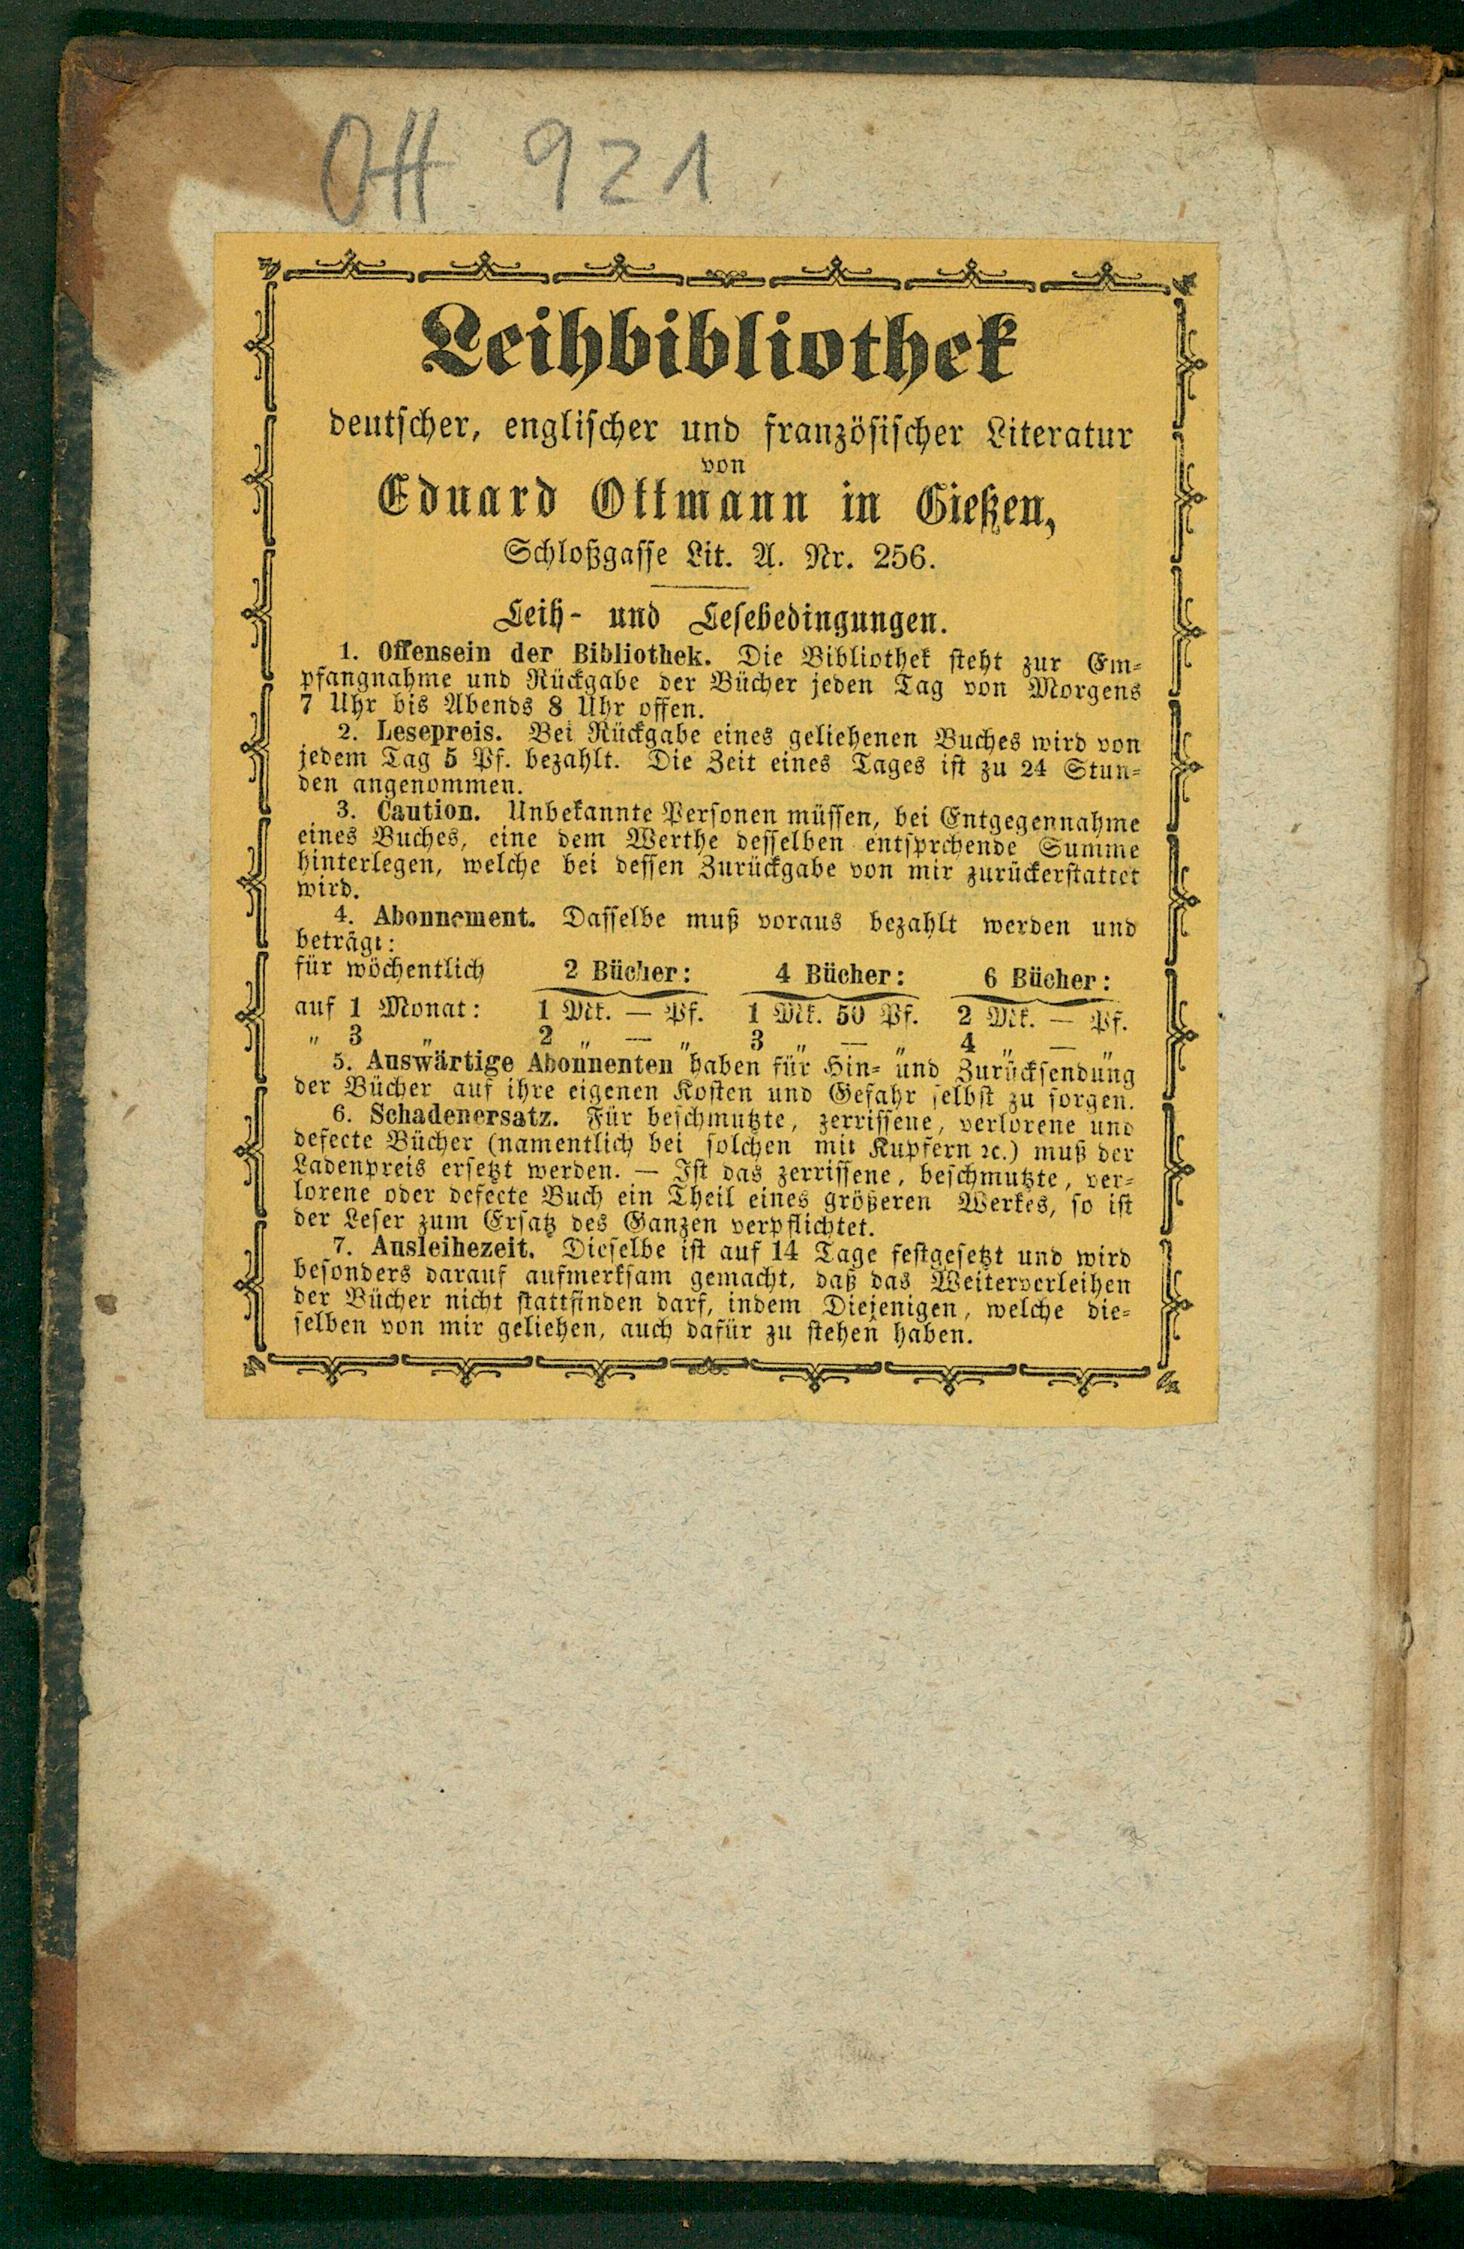 Ott 921
Leihbibliothek
deutscher, englischer und französischer Literatur
von
Eduard Ottmann in Gießen,
Schloßgasse Lit. A. Nr. 256.
Leih- und Lesebedingungen.
1. Offensein der Bibliothek. Die Bibliothek steht zur Em-
pfangnahme und Rückgabe der Bücher jeden Tag von Morgens
7 Uhr bis Abends 8 Uhr offen.
2. Lesepreis. Bei Rückgabe eines geliehenen Buches wird von
jedem Tag 5 Pf. bezahlt. Die Zeit eines Tages ist zu 24 Stun-
den angenommen.
3. Caution. Unbekannte Personen müssen, bei Entgegennahme
eines Buches, eine dem Werthe desselben entsprchende Summe
hinterlegen, welche bei dessen Zurückgabe von mir zurückerstattet
wird.
4. Abonnement. Dasselbe muß voraus bezahlt werden und
beträgt:
für wöchentlich 2 Bücher: 4 Bücher: 6 Bücher:
auf 1 Monat: 1 Mk. — Pf. 1 Mk. 50 Pf. 2 Mk. — Pf.
„ 3 „ 2 „ — „ 3 „ — „ 4 „ — „
5. Auswärtige Abonnenten haben für Hin- und Zurücksendung
der Bücher auf ihre eigenen Kosten und Gefahr selbst zu sorgen.
6. Schadenersatz. Für beschmutzte, zerrissene, verlorene und
defecte Bücher (namentlich bei solchen mit Kupfern ꝛc.) muß der
Ladenpreis ersetzt werden. — Ist das zerrissene, beschmutzte, ver-
lorene oder defecte Buch ein Theil eines größeren Werkes, so ist
der Leser zum Ersatz des Ganzen verpflichtet.
7. Ausleihezeit. Dieselbe ist auf 14 Tage festgesetzt und wird
besonders darauf aufmerksam gemacht, daß das Weiterverleihen
der Bücher nicht stattfinden darf, indem Diejenigen, welche die-
selben von mir geliehen, auch dafür zu stehen haben.